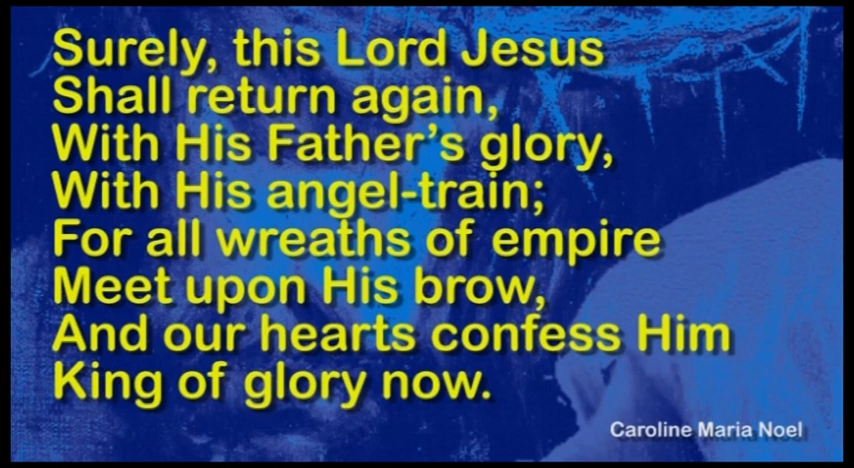 Surely, this Lord Jesus
Shall return again,
With His Father’s glory,
With His angel-train;
For all wreaths of empire
Meet upon His brow,
And our hearts confess Him
King of glory now.
Caroline Maria Noel